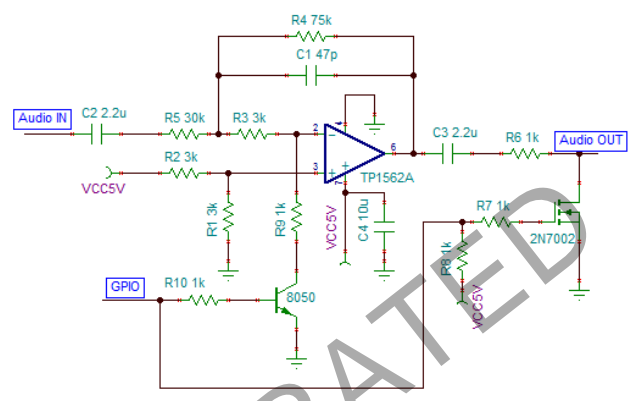 R4 75k
C1 47p
Audio IN
C2 2.2u
R5 30k
R3 3k
2
4
6
C3 2.2u
R6 1k
Audio OUT
R2 3k
3
7
TP1562A
VCC5V
R1 3k
R9 1k
VCC5V
C4 10u
R7 1k
2N7002
R8 1k
VCC5V
GPIO
R10 1k
8050
RATED